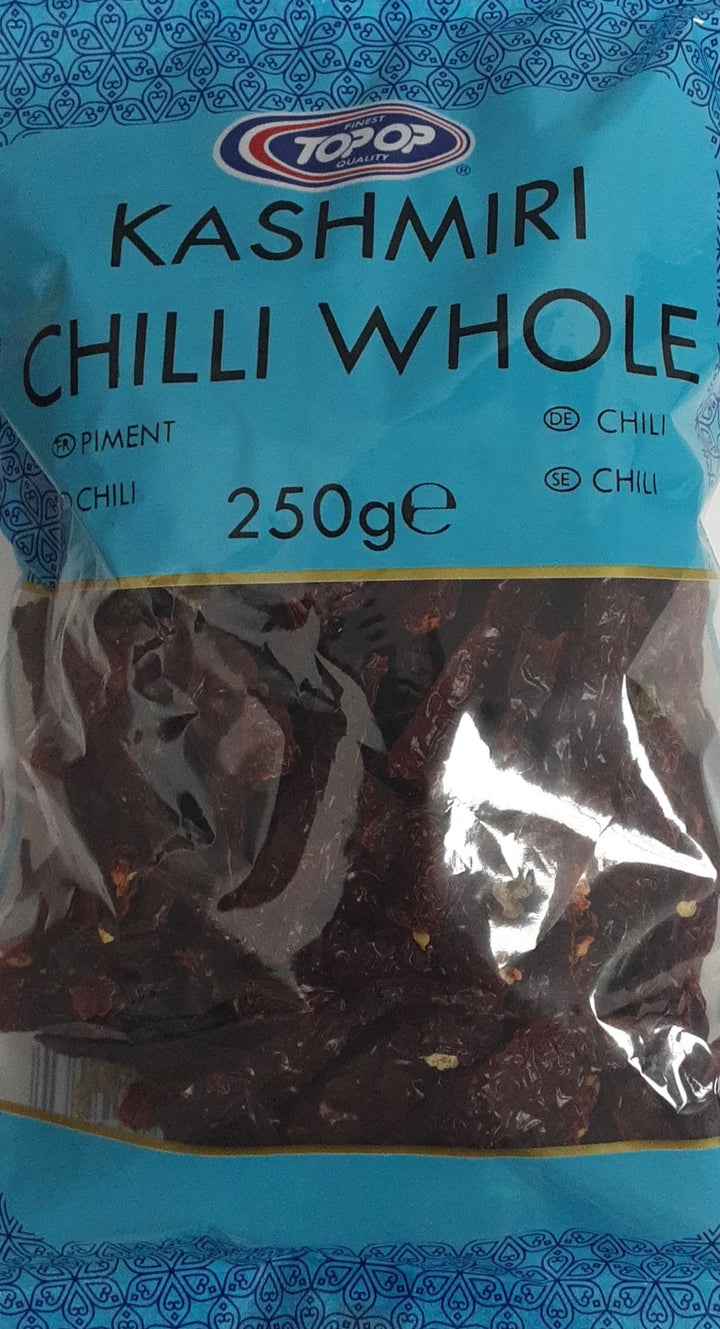 FINEST
TOPOP
QUALITY
®
KASHMIRI
CHILLI WHOLE
FR PIMENT
DE CHILI
CHILI
SE CHILI
250g℮